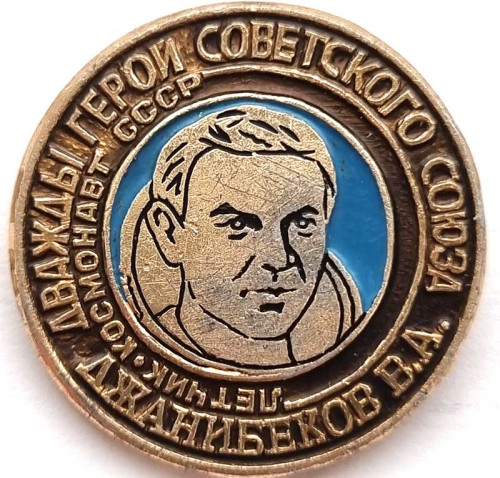 ДВАЖДЫ ГЕРОЙ СОВЕТСКОГО СОЮЗА
ДЖАНИБЕКОВ В.А.
ЛЕТЧИК·КОСМОНАВТ СССР